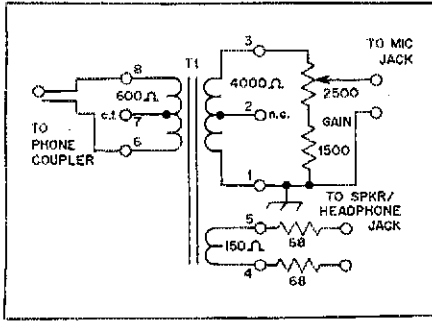 8
T1
3
TO MIC
JACK
600Ω
4000Ω
2500
c.t
7
2
n.c.
GAIN
TO
PHONE
COUPLER
6
1500
1
TO SPKR/
HEADPHONE
JACK
5
68
150Ω
4
68